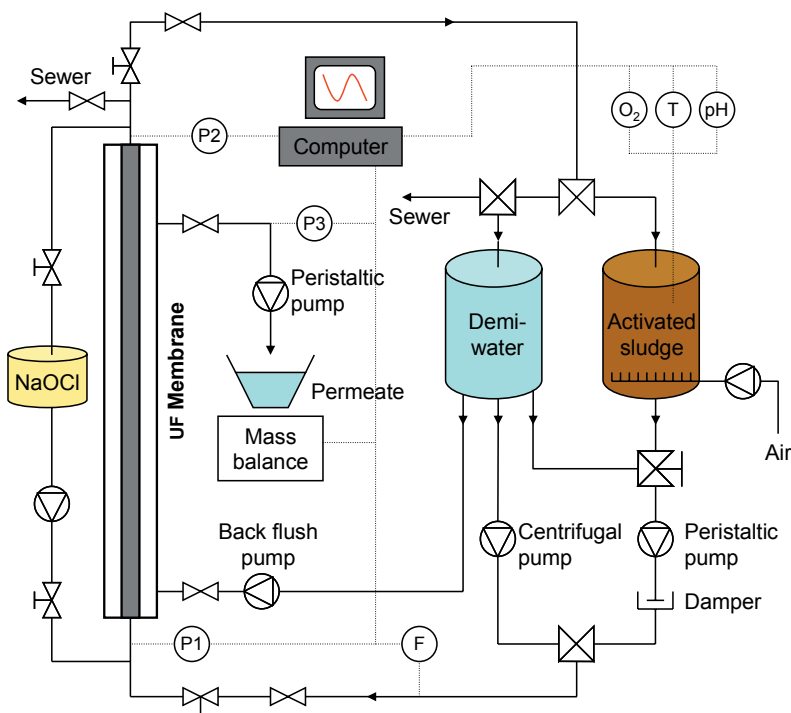 Sewer
O2
T
pH
P2
Computer
Sewer
P3
Peristaltic
pump
Demi-
water
Activated
sludge
NaOCl
UF Membrane
Permeate
Mass
balance
Air
Back flush
pump
Centrifugal
pump
Peristaltic
pump
Damper
P1
F